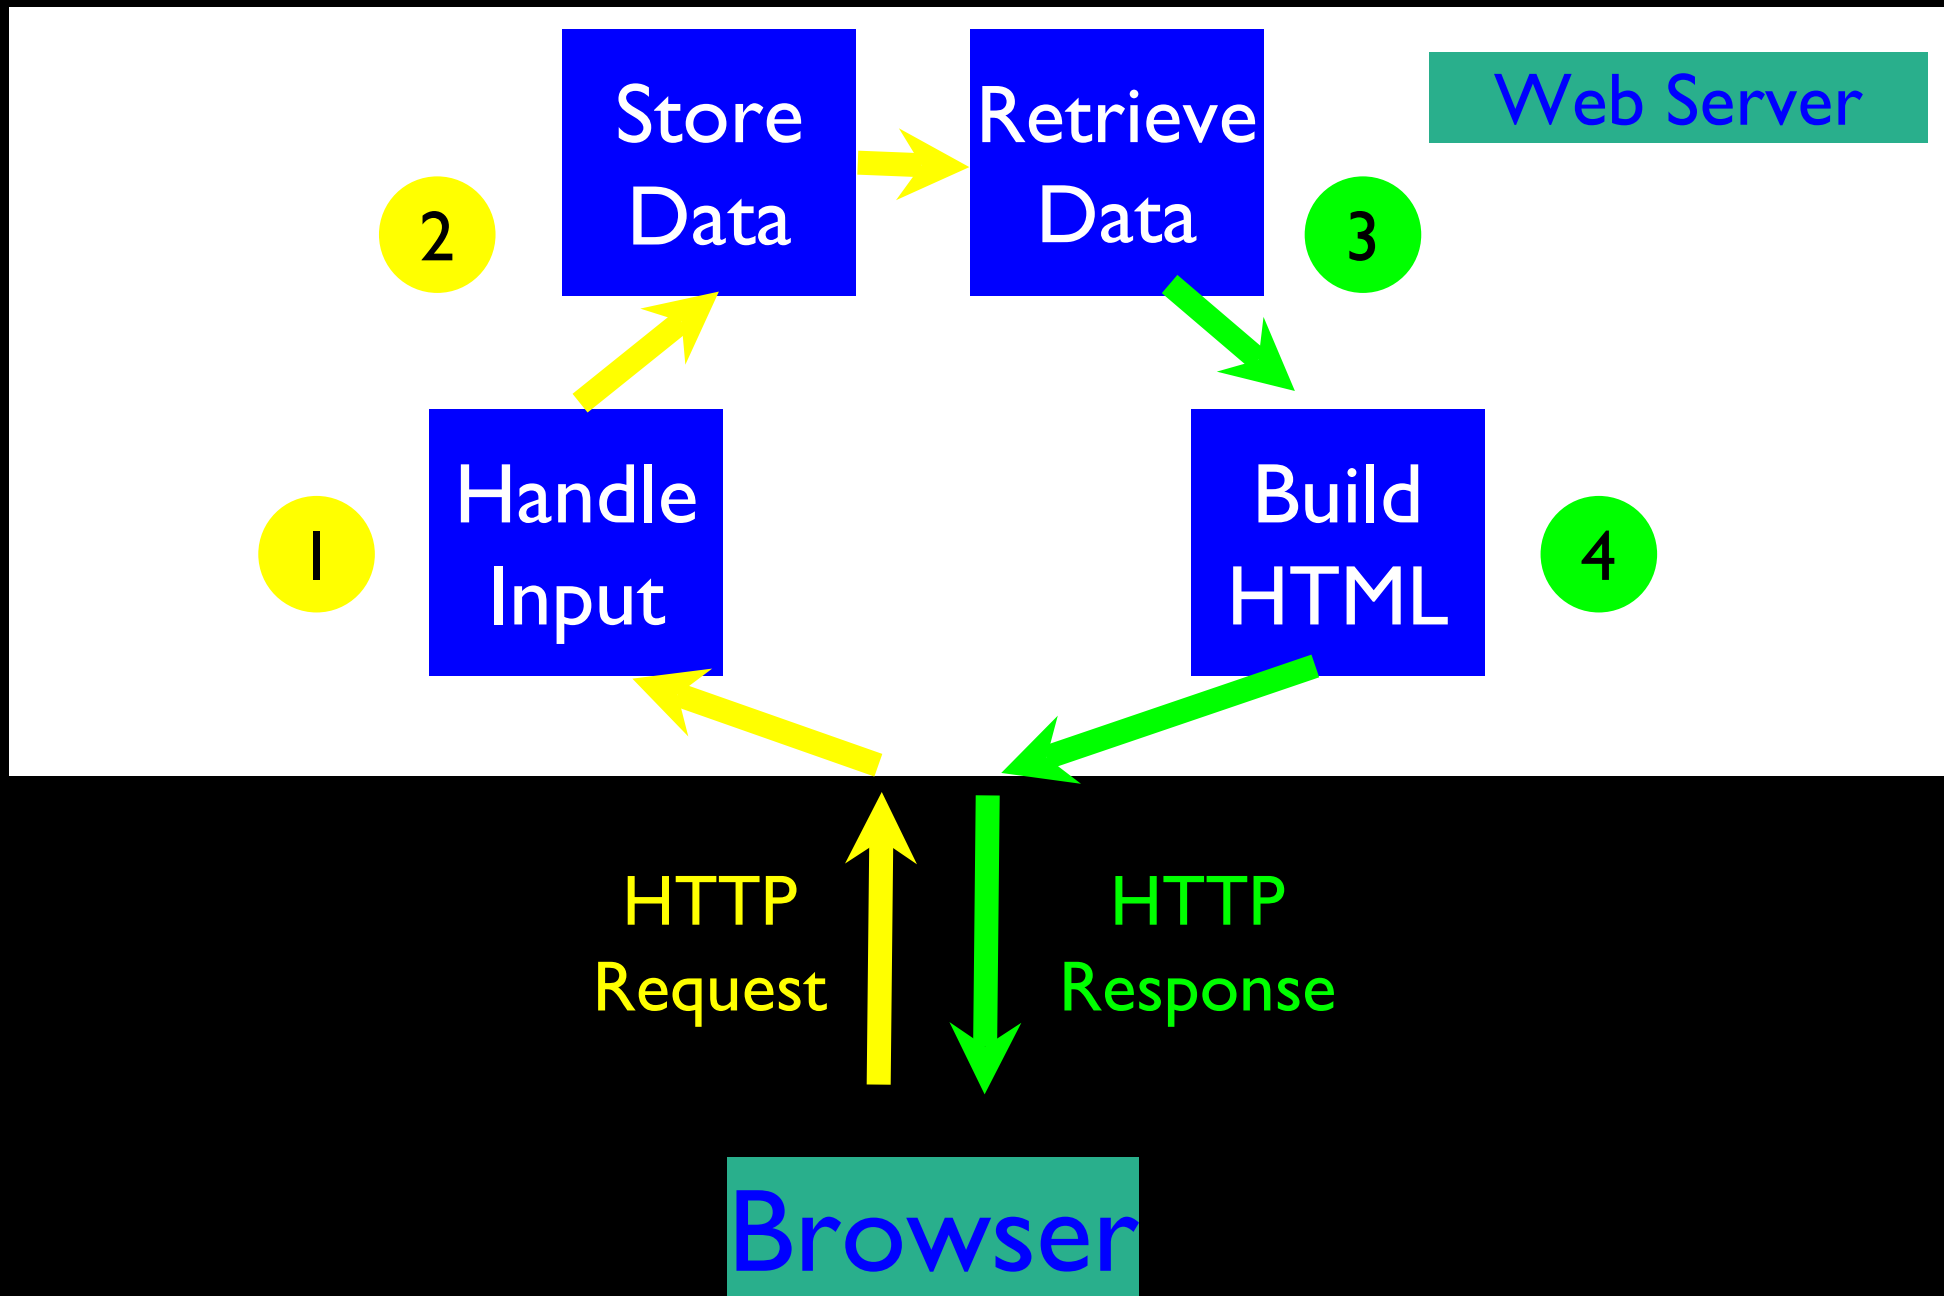 Store
Data
Retrieve
Data
Web Server
2
3
Handle
Input
Build
HTML
1
4
HTTP
Request
HTTP
Response
Browser